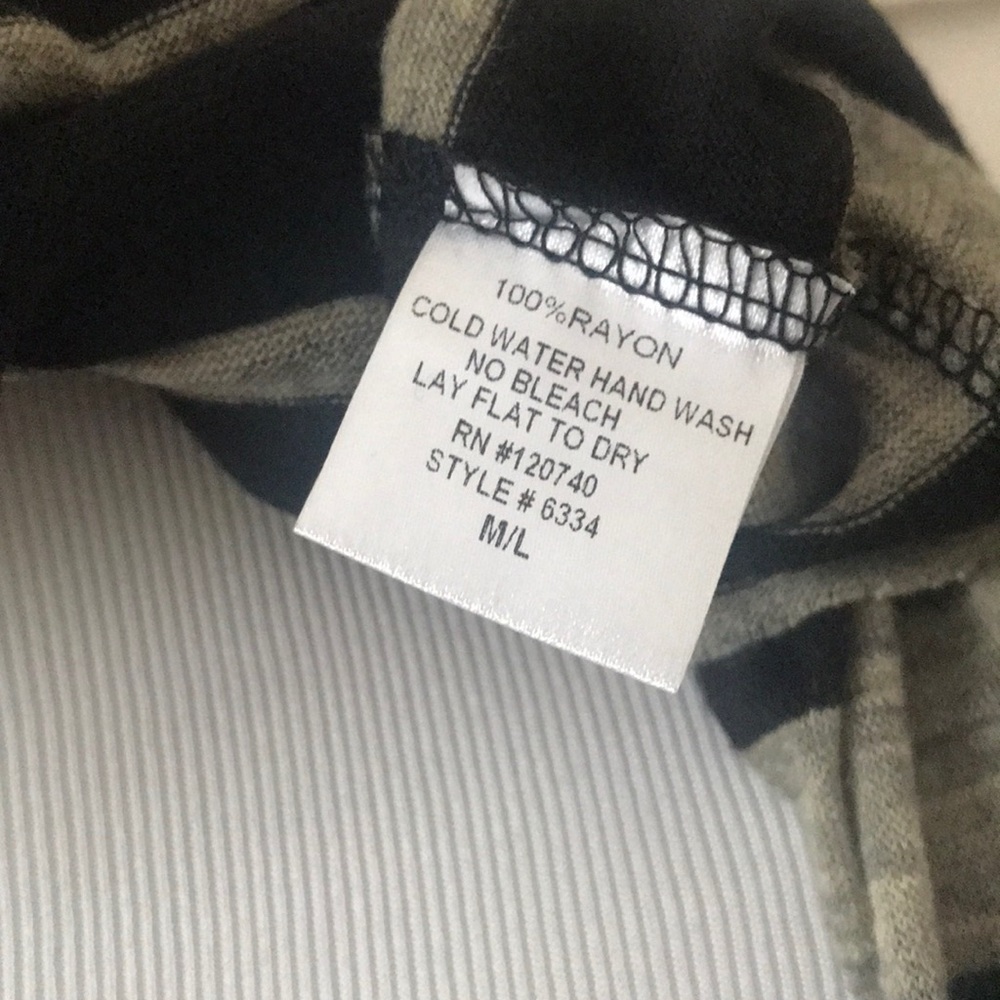 100%RAYON
COLD WATER HAND WASH
NO BLEACH
LAY FLAT TO DRY
RN #120740
STYLE # 6334
M/L